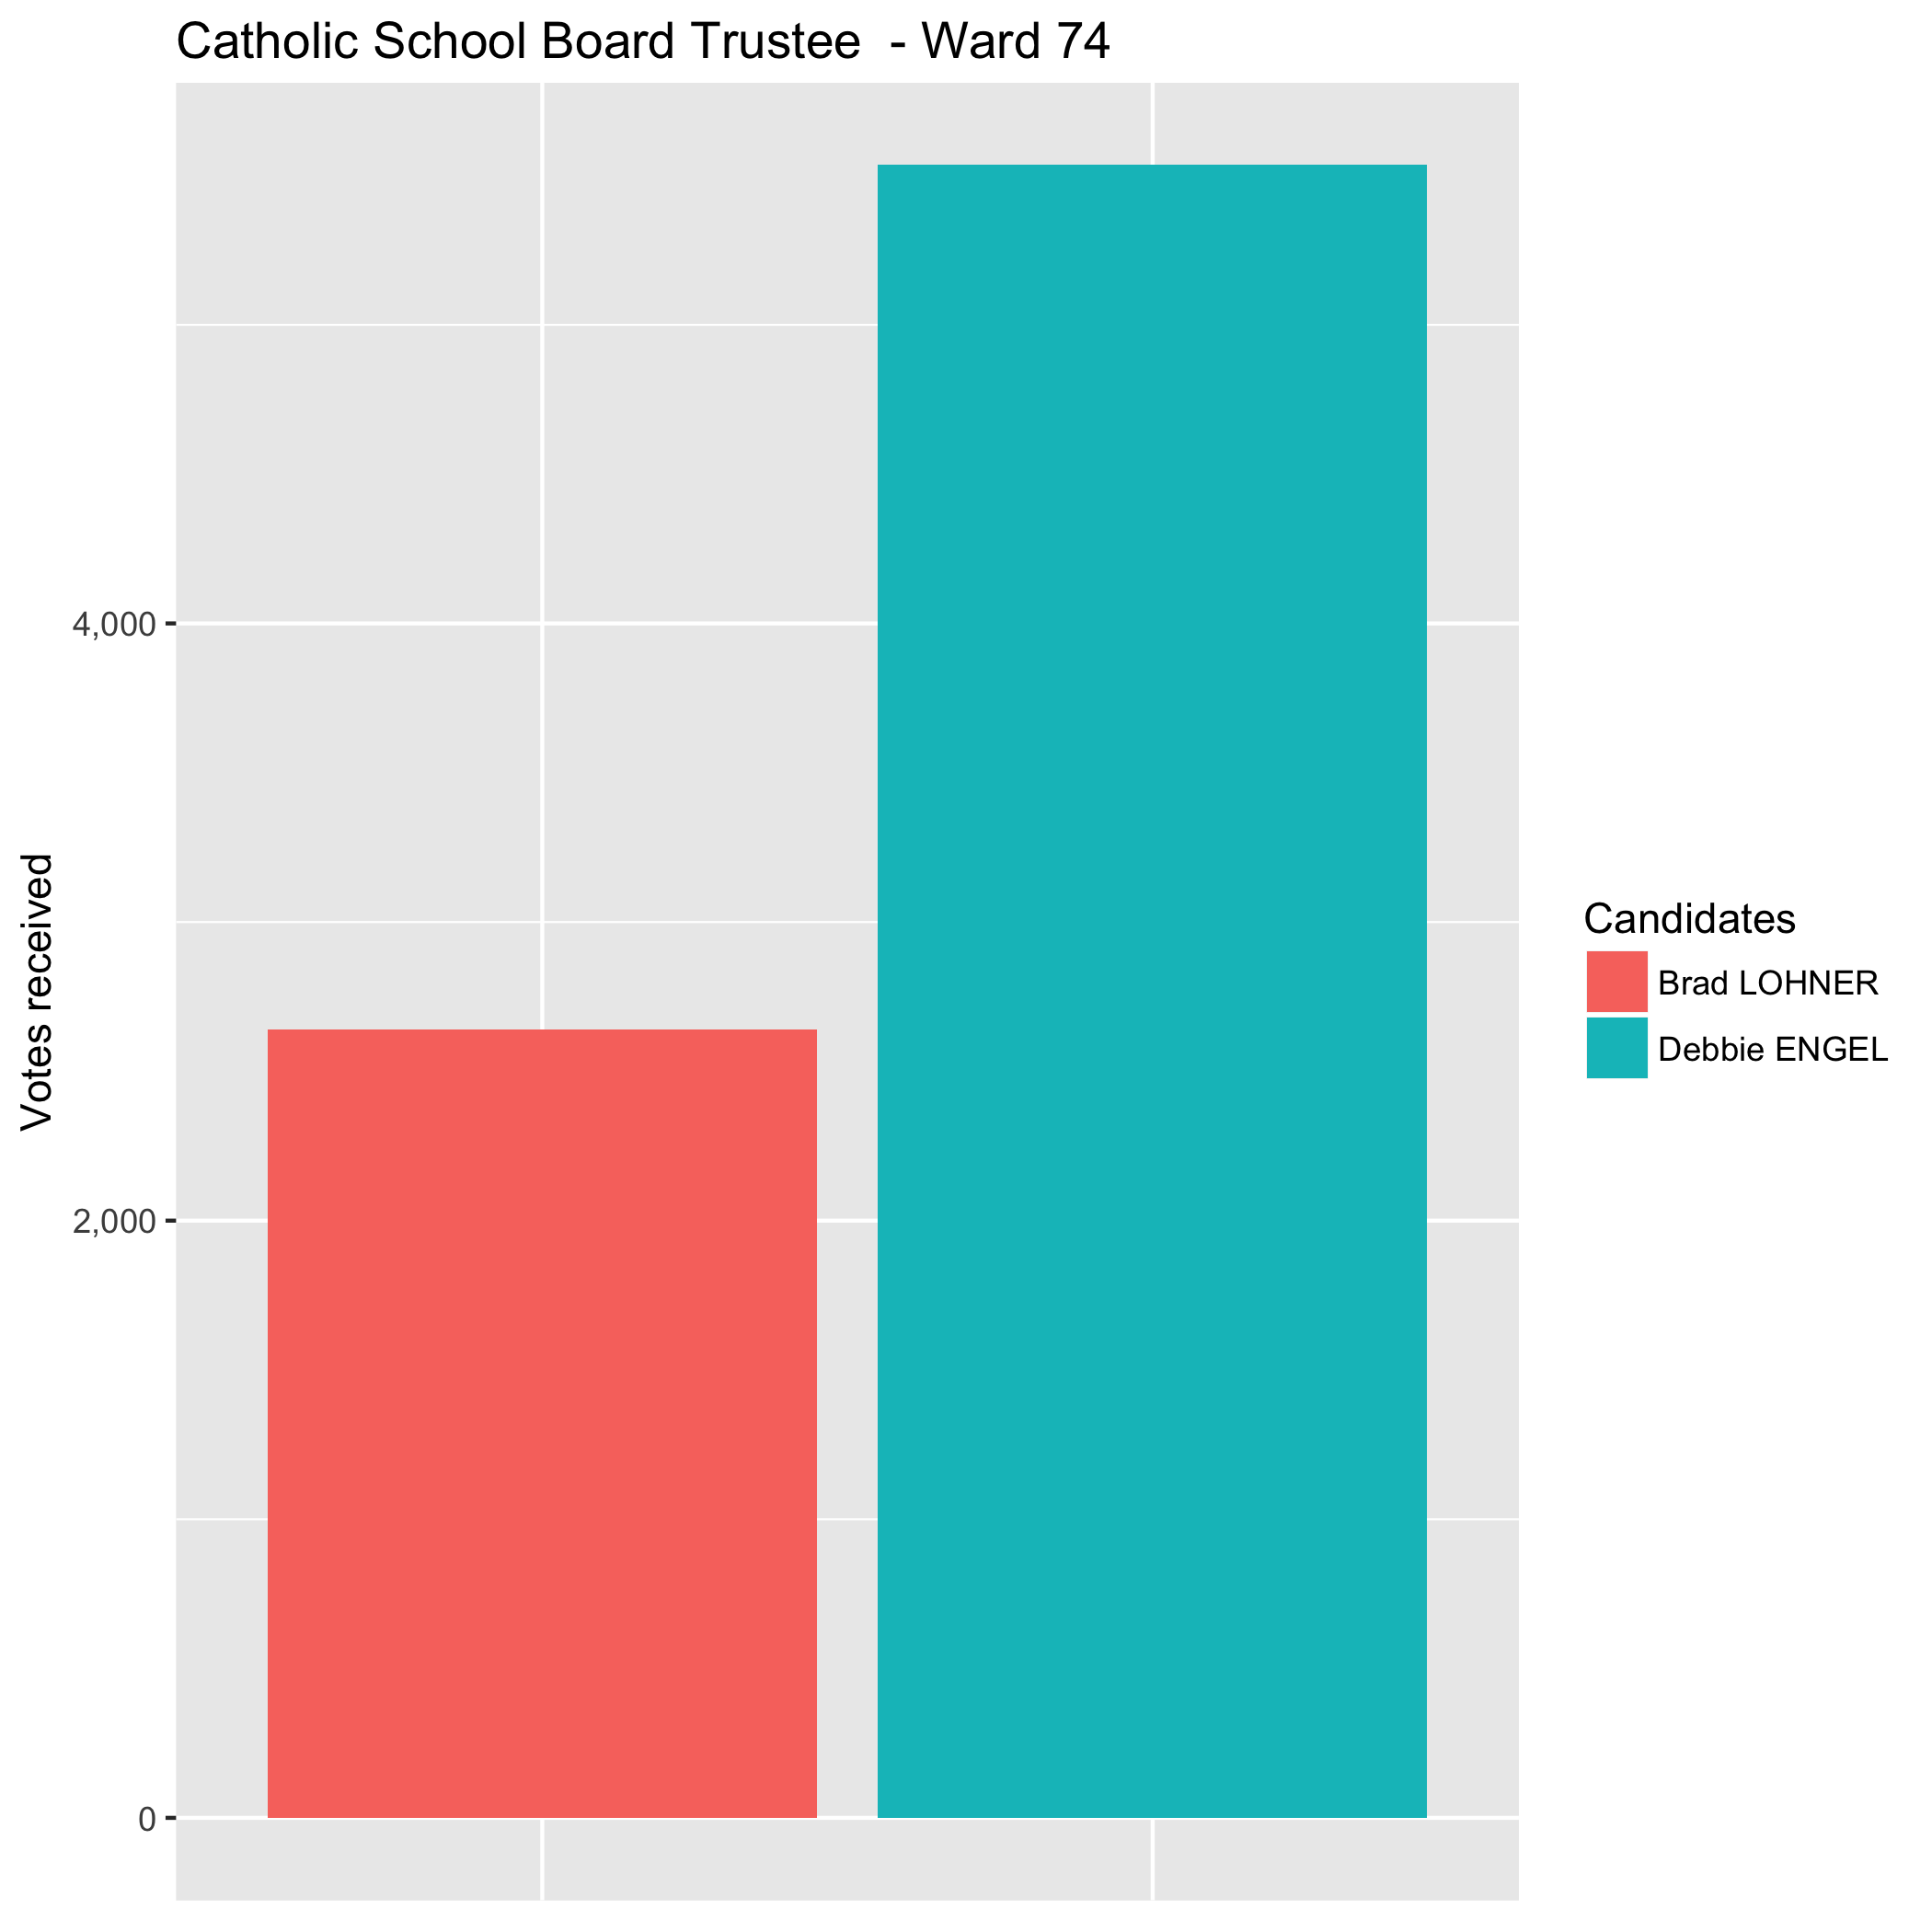 Catholic School Board Trustee  - Ward 74
Votes received
4,000
2,000
0
Candidates
Brad LOHNER
Debbie ENGEL